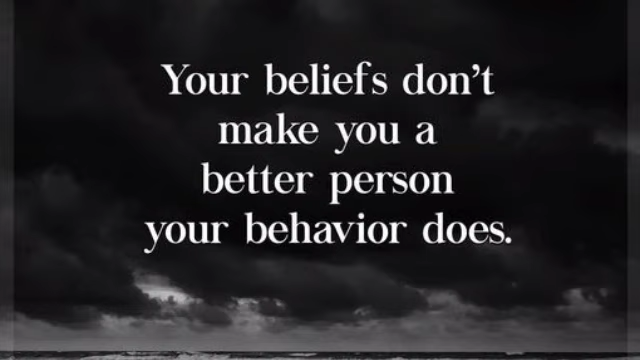 Your beliefs don’t
make you a
better person
your behavior does.